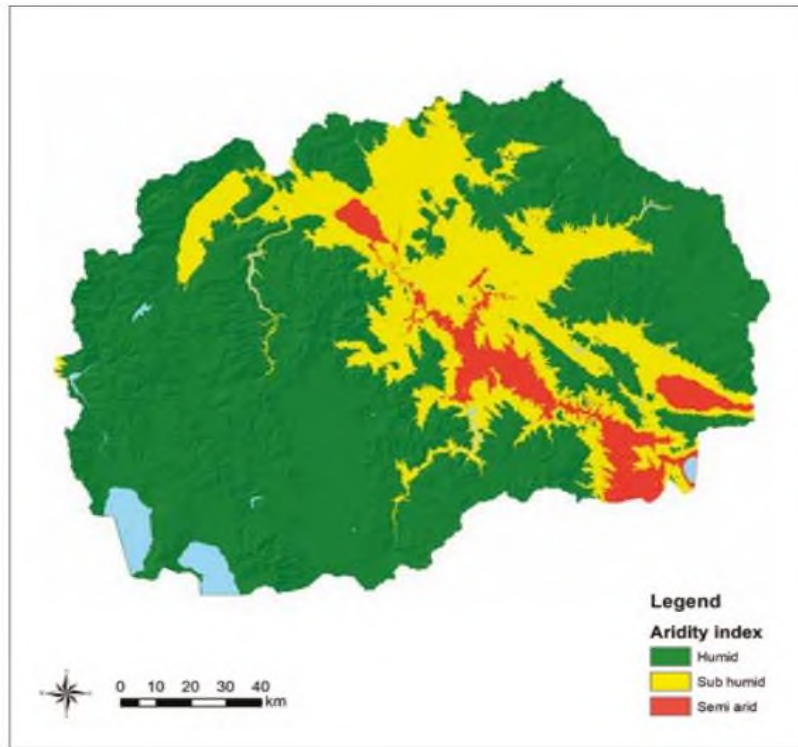 Legend
Aridity index
Humid
Sub humid
Semi arid
0 10 20 30 40
km